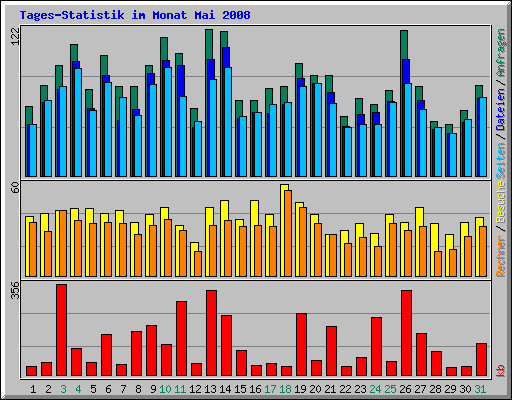 Tages-Statistik im Monat Mai 2008
122
60
356
Rechner / Besuche Seiten / Dateien / Anfragen
kb
1 2 3 4 5 6 7 8 9 10 11 12 13 14 15 16 17 18 19 20 21 22 23 24 25 26 27 28 29 30 31